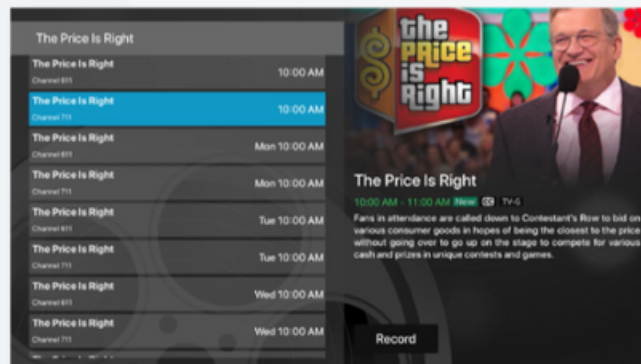 The Price Is Right
The Price Is Right
10:00 AM
Channel 611
The Price Is Right
10:00 AM
Channel 711
The Price Is Right
Mon 10:00 AM
Channel 611
The Price Is Right
Mon 10:00 AM
Channel 711
The Price Is Right
Tue 10:00 AM
Channel 611
The Price Is Right
Tue 10:00 AM
Channel 711
The Price Is Right
Wed 10:00 AM
Channel 611
The Price Is Right
Wed 10:00 AM
Channel 711
the
PRiCE
is
Right
The Price Is Right
10:00 AM - 11:00 AM New CC TV-G
Fans in attendance are called down to Contestant's Row to bid on
various consumer goods in hopes of being the closest to the price
without going over to go up on the stage to compete for various
cash and prizes in unique contests and games.
Record